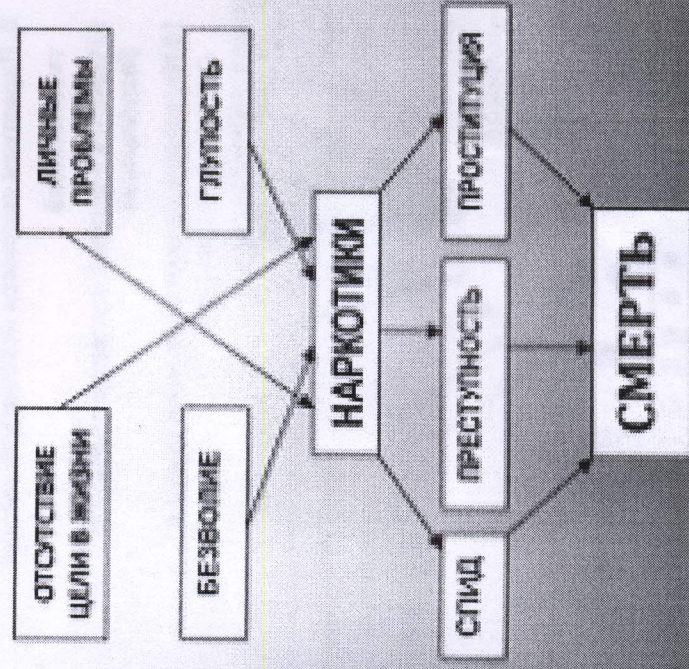 ОТСУТСТВИЕ
ЦЕЛИ В ЖИЗНИ
ЛИЧНЫЕ
ПРОБЛЕМЫ
БЕЗВОЛИЕ
ГЛУПОСТЬ
НАРКОТИКИ
СПИД
ПРЕСТУПНОСТЬ
ПРОСТИТУЦИЯ
СМЕРТЬ